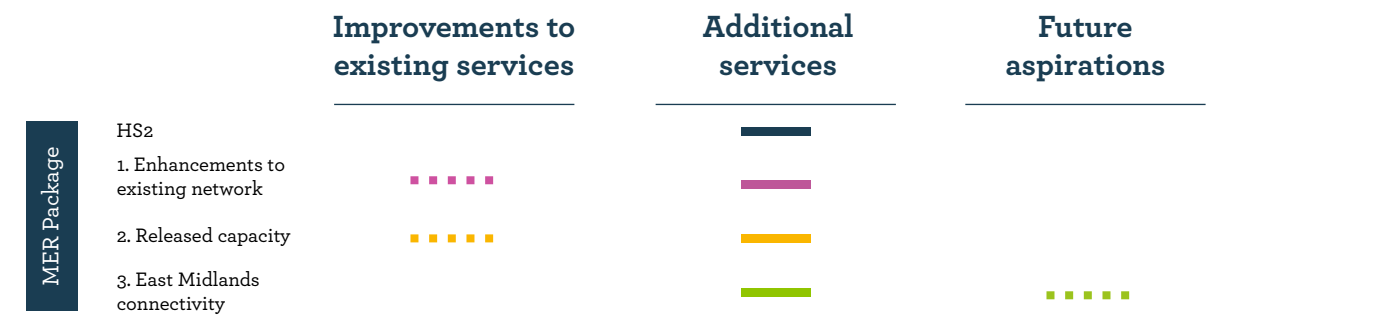 Improvements to
existing services
Additional
services
Future
aspirations
MER Package
HS2
1. Enhancements to
existing network
2. Released capacity
3. East Midlands
connectivity